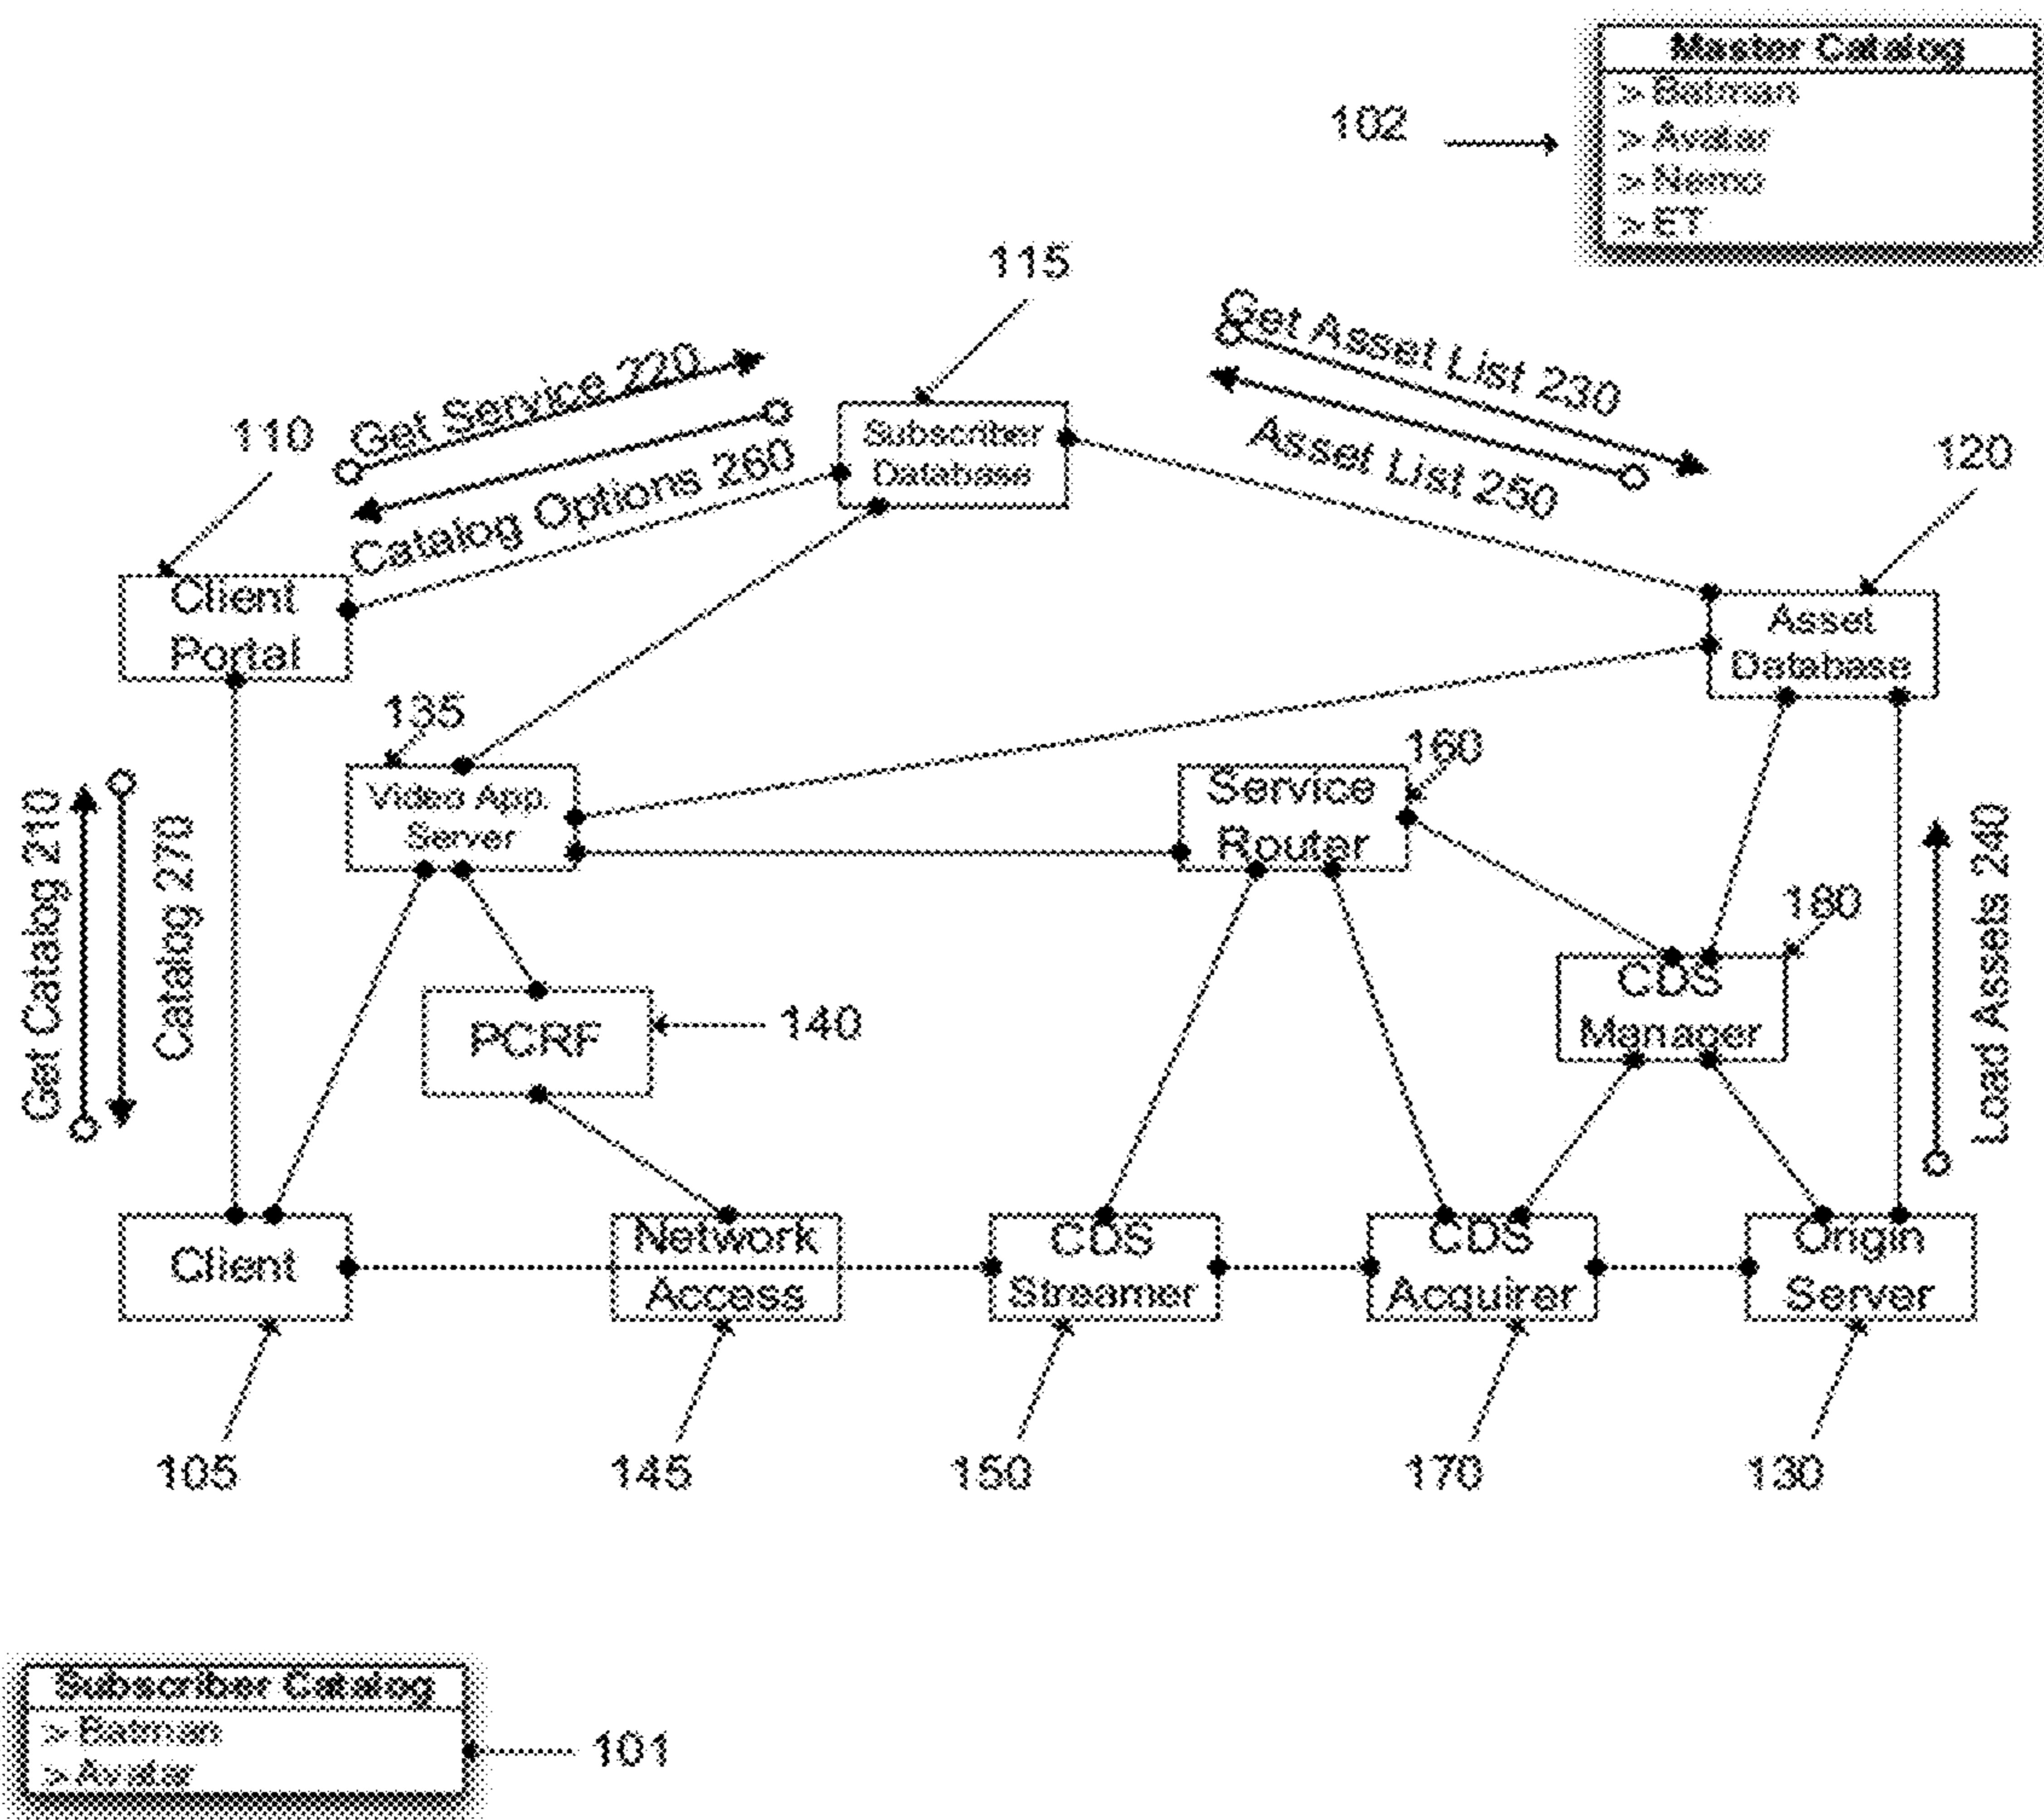 Master Catalog
> Batman
102
> Avatar
> Nemo
> ET
115
Get Service 220
Get Asset List 230
110
Subscriber
Database
Catalog Options 260
Asset List 250
120
Client
Portal
Asset
Database
135
160
Video App.
Server
Service
Router
Get Catalog 210
Catalog 270
Load Assets 240
180
CDS
Manager
PCRF
140
Client
Network
Access
CDS
Streamer
CDS
Acquirer
Origin
Server
105
145
150
170
130
Subscriber Catalog
> Batman
> Avatar
101